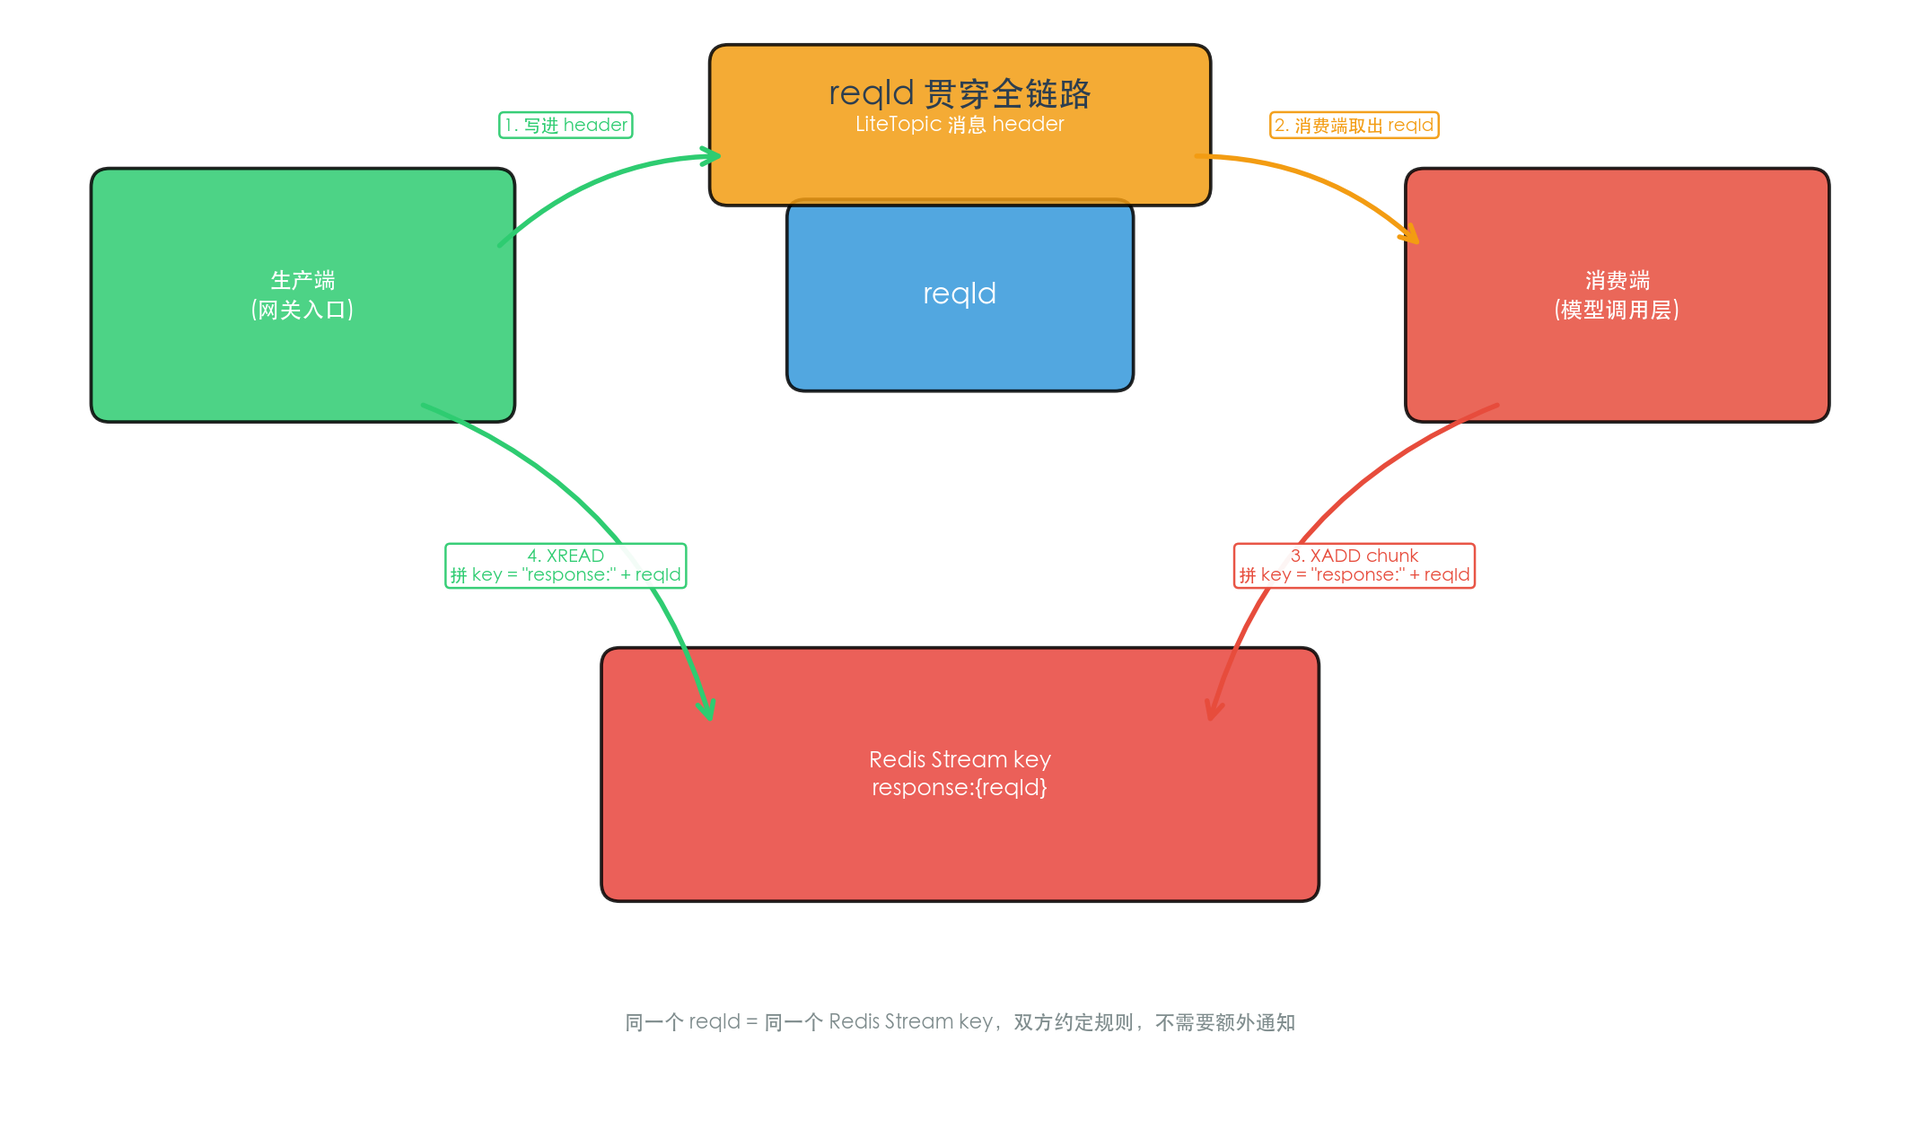 reqId 贯穿全链路
LiteTopic 消息 header
1. 写进 header
2. 消费端取出 reqId
生产端
(网关入口)
reqId
消费端
(模型调用层)
4. XREAD
拼 key = "response:" + reqId
3. XADD chunk
拼 key = "response:" + reqId
Redis Stream key
response:{reqId}
同一个 reqId = 同一个 Redis Stream key，双方约定规则，不需要额外通知